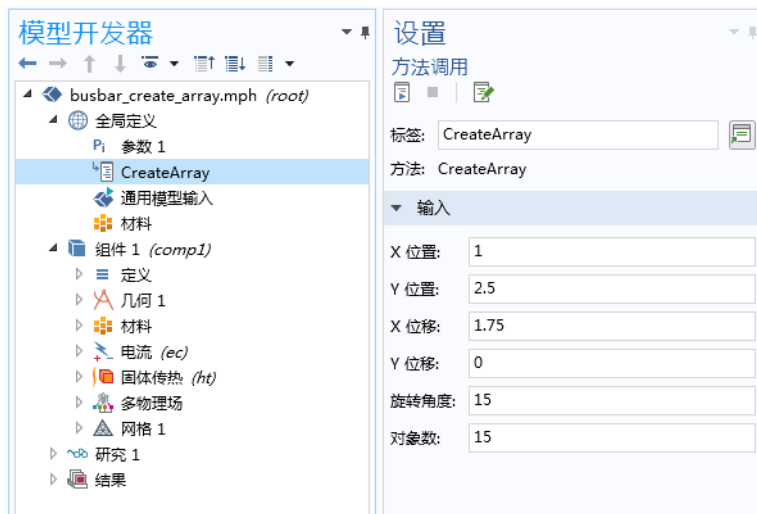 模型开发器
busbar_create_array.mph (root)
全局定义
Pi 参数 1
CreateArray
通用模型输入
材料
组件 1 (comp1)
定义
几何 1
材料
电流 (ec)
固体传热 (ht)
多物理场
网格 1
研究 1
结果
设置
方法调用
标签: CreateArray
方法: CreateArray
输入
X 位置: 1
Y 位置: 2.5
X 位移: 1.75
Y 位移: 0
旋转角度: 15
对象数: 15